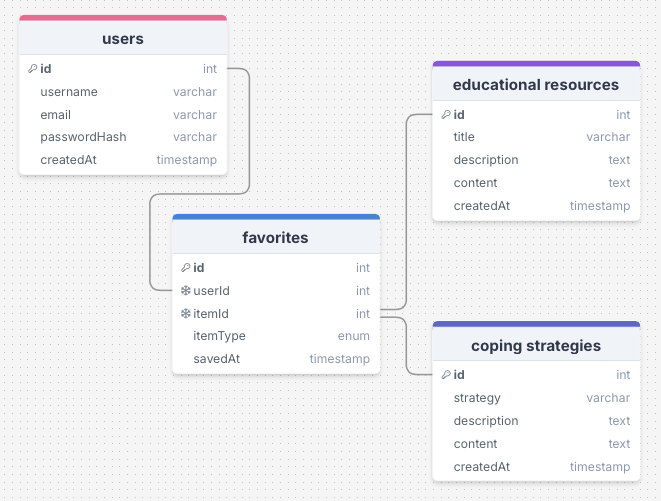 users
id int
username varchar
email varchar
passwordHash varchar
createdAt timestamp
favorites
id int
userId int
itemId int
itemType enum
savedAt timestamp
educational resources
id int
title varchar
description text
content text
createdAt timestamp
coping strategies
id int
strategy varchar
description text
content text
createdAt timestamp